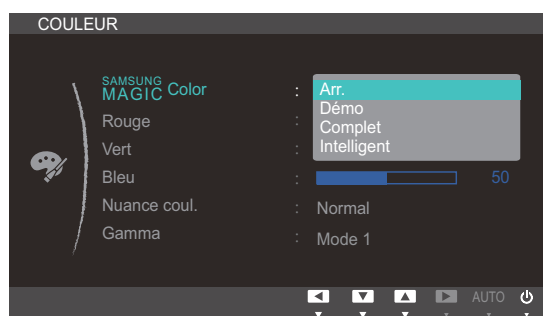 COULEUR
SAMSUNG MAGIC Color : Arr.
Démo
Rouge :
Complet
Vert : Intelligent
Bleu : 50
Nuance coul. : Normal
Gamma : Mode 1
AUTO